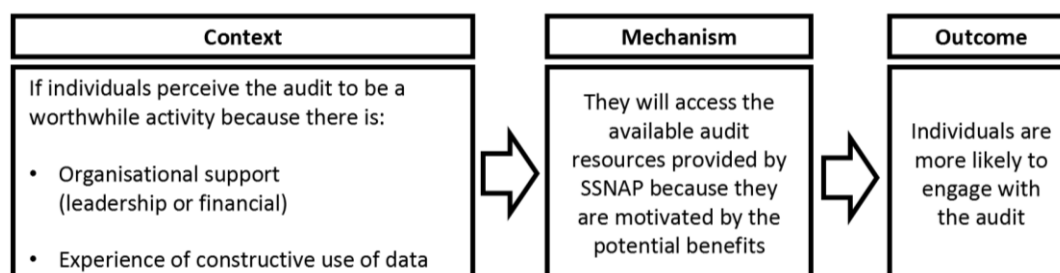 Context
If individuals perceive the audit to be a
worthwhile activity because there is:
• Organisational support
(leadership or financial)
• Experience of constructive use of data
Mechanism
They will access the
available audit
resources provided by
SSNAP because they
are motivated by the
potential benefits
Outcome
Individuals are
more likely to
engage with
the audit